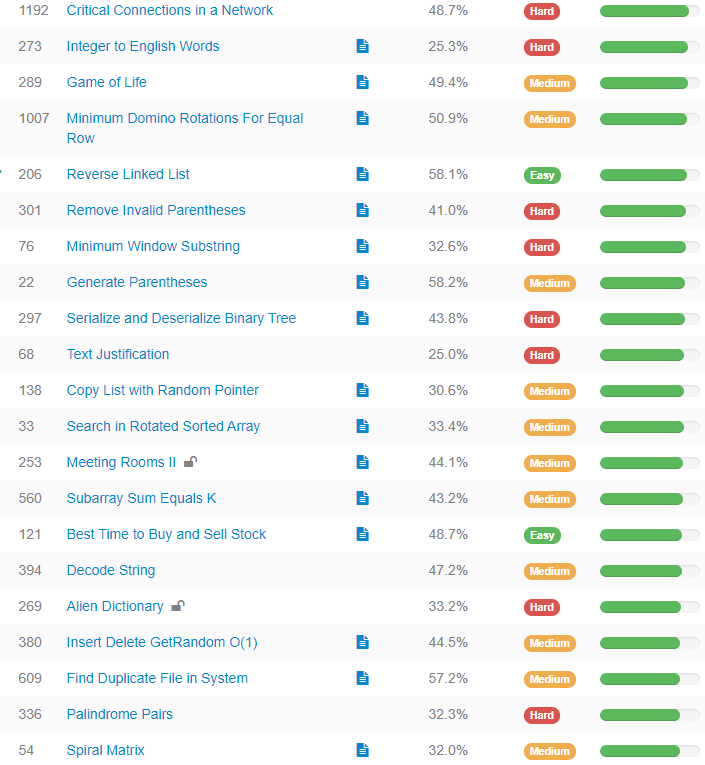 1192 Critical Connections in a Network 48.7% Hard
273 Integer to English Words 25.3% Hard
289 Game of Life 49.4% Medium
1007 Minimum Domino Rotations For Equal 50.9% Medium
Row
206 Reverse Linked List 58.1% Easy
301 Remove Invalid Parentheses 41.0% Hard
76 Minimum Window Substring 32.6% Hard
22 Generate Parentheses 58.2% Medium
297 Serialize and Deserialize Binary Tree 43.8% Hard
68 Text Justification 25.0% Hard
138 Copy List with Random Pointer 30.6% Medium
33 Search in Rotated Sorted Array 33.4% Medium
253 Meeting Rooms II 44.1% Medium
560 Subarray Sum Equals K 43.2% Medium
121 Best Time to Buy and Sell Stock 48.7% Easy
394 Decode String 47.2% Medium
269 Alien Dictionary 33.2% Hard
380 Insert Delete GetRandom O(1) 44.5% Medium
609 Find Duplicate File in System 57.2% Medium
336 Palindrome Pairs 32.3% Hard
54 Spiral Matrix 32.0% Medium